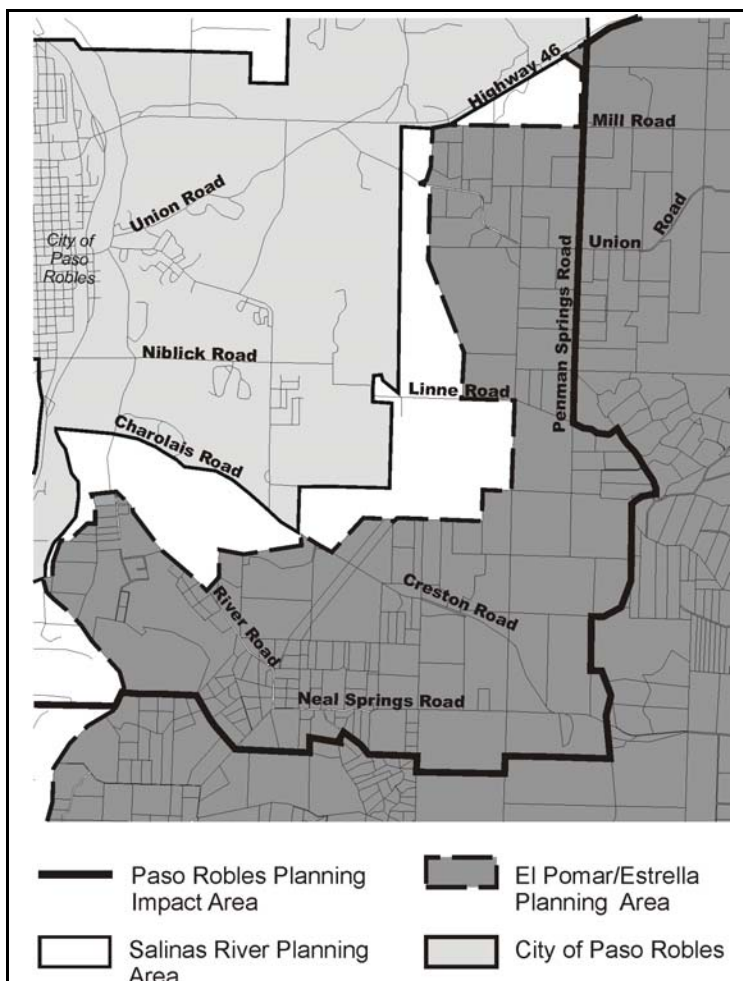 Highway 46
Mill Road
Union Road
Union Road
City of
Paso
Robles
Penman Springs Road
Niblick Road
Linne Road
Charolais Road
Creston Road
River Road
Neal Springs Road
Paso Robles Planning
Impact Area
El Pomar/Estrella
Planning Area
Salinas River Planning
Area
City of Paso Robles